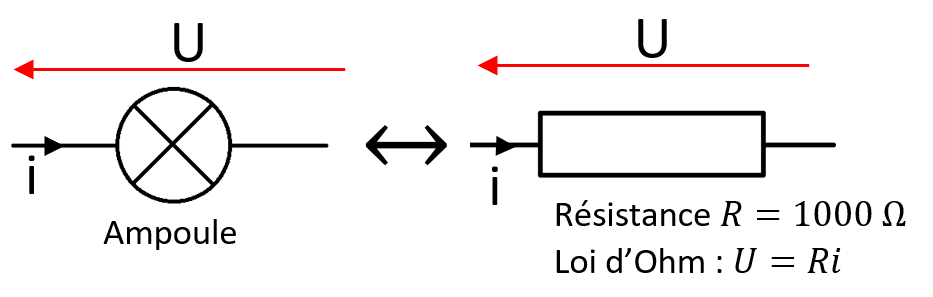 U
i
Ampoule
U
i
Résistance R = 1000 Ω
Loi d’Ohm : U = Ri